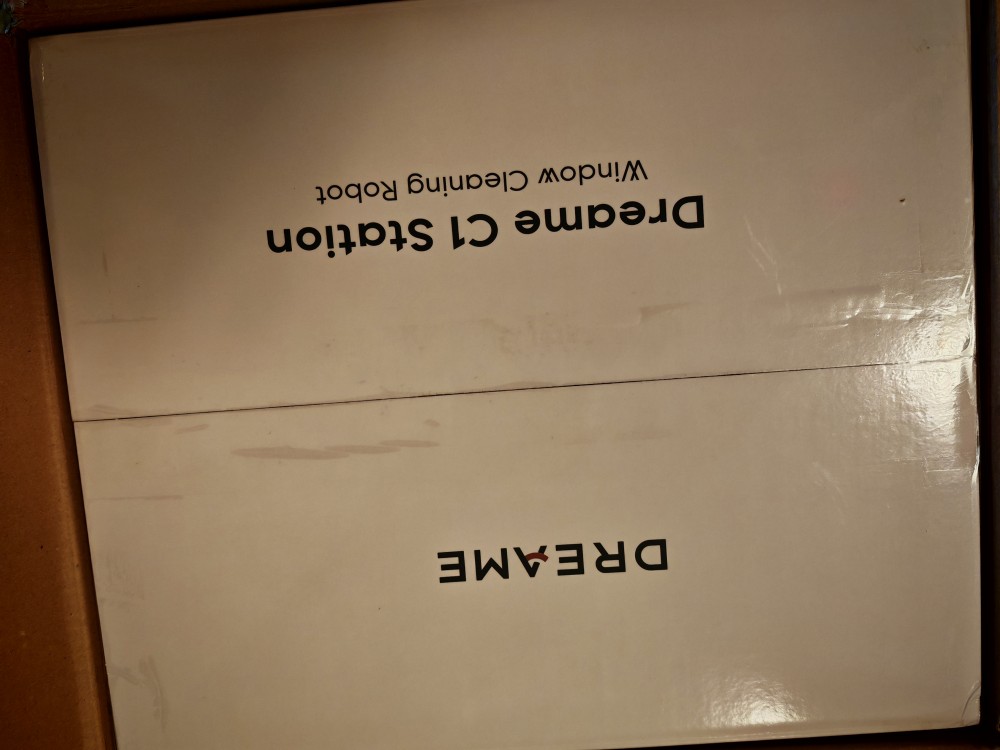 DREAME
Dreame C1 Station
Window Cleaning Robot